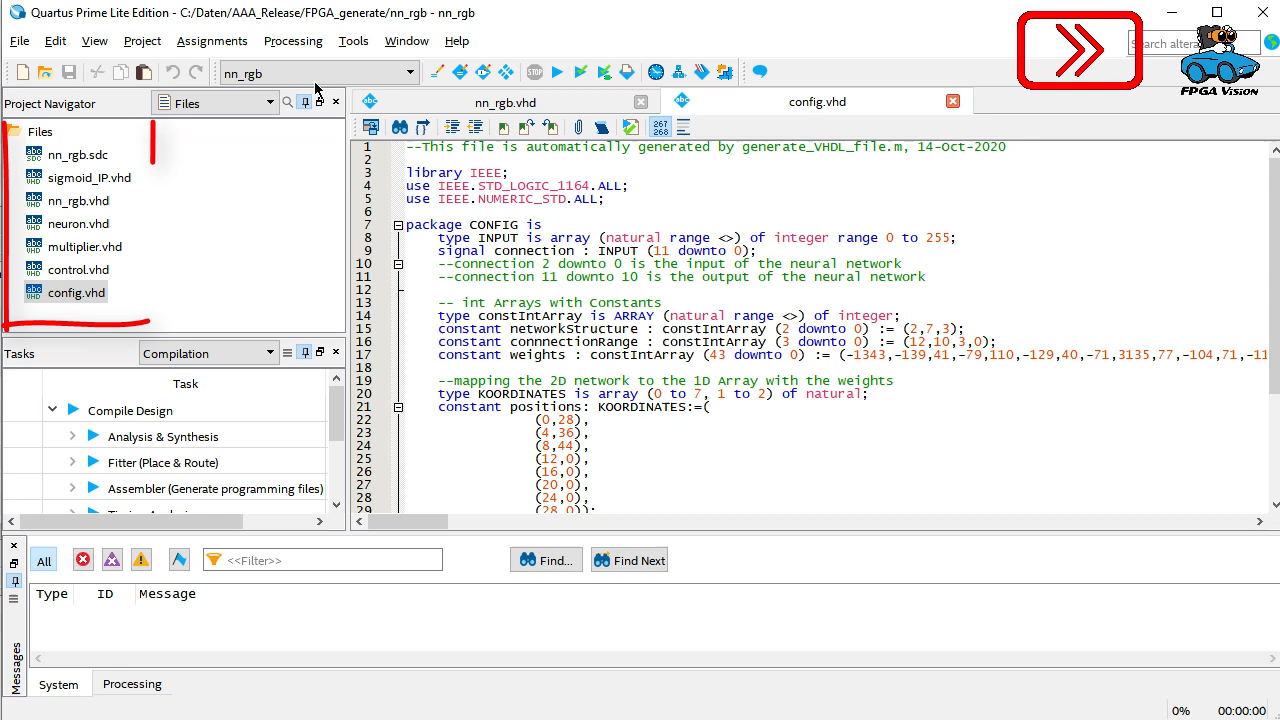 Quartus Prime Lite Edition - C:/Daten/AAA_Release/FPGA_generate/nn_rgb - nn_rgb
File Edit View Project Assignments Processing Tools Window Help
Search altera
FPGA Vision
nn_rgb
STOP
Project Navigator
Files
nn_rgb.vhd
config.vhd
Files
nn_rgb.sdc
sigmoid_IP.vhd
nn_rgb.vhd
neuron.vhd
multiplier.vhd
control.vhd
config.vhd
267
268
1 --This file is automatically generated by generate_VHDL_file.m, 14-Oct-2020
2
3 library IEEE;
4 use IEEE.STD_LOGIC_1164.ALL;
5 use IEEE.NUMERIC_STD.ALL;
6
7 package CONFIG is
8 type INPUT is array (natural range <>) of integer range 0 to 255;
9 signal connection : INPUT (11 downto 0);
10 --connection 2 downto 0 is the input of the neural network
11 --connection 11 downto 10 is the output of the neural network
12
13 -- int Arrays with Constants
14 type constIntArray is ARRAY (natural range <>) of integer;
15 constant networkStructure : constIntArray (2 downto 0) := (2,7,3);
16 constant connnectionRange : constIntArray (3 downto 0) := (12,10,3,0);
17 constant weights : constIntArray (43 downto 0) := (-1343,-139,41,-79,110,-129,40,-71,3135,77,-104,71,-11
18
19 --mapping the 2D network to the 1D Array with the weights
20 type KOORDINATES is array (0 to 7, 1 to 2) of natural;
21 constant positions: KOORDINATES:=(
22 (0,28),
23 (4,36),
24 (8,44),
25 (12,0),
26 (16,0),
27 (20,0),
28 (24,0),
29 (28,0));
Tasks
Compilation
Task
Compile Design
Analysis & Synthesis
Fitter (Place & Route)
Assembler (Generate programming files)
All
<<Filter>>
Find...
Find Next
Type ID Message
Messages
System
Processing
0% 00:00:00